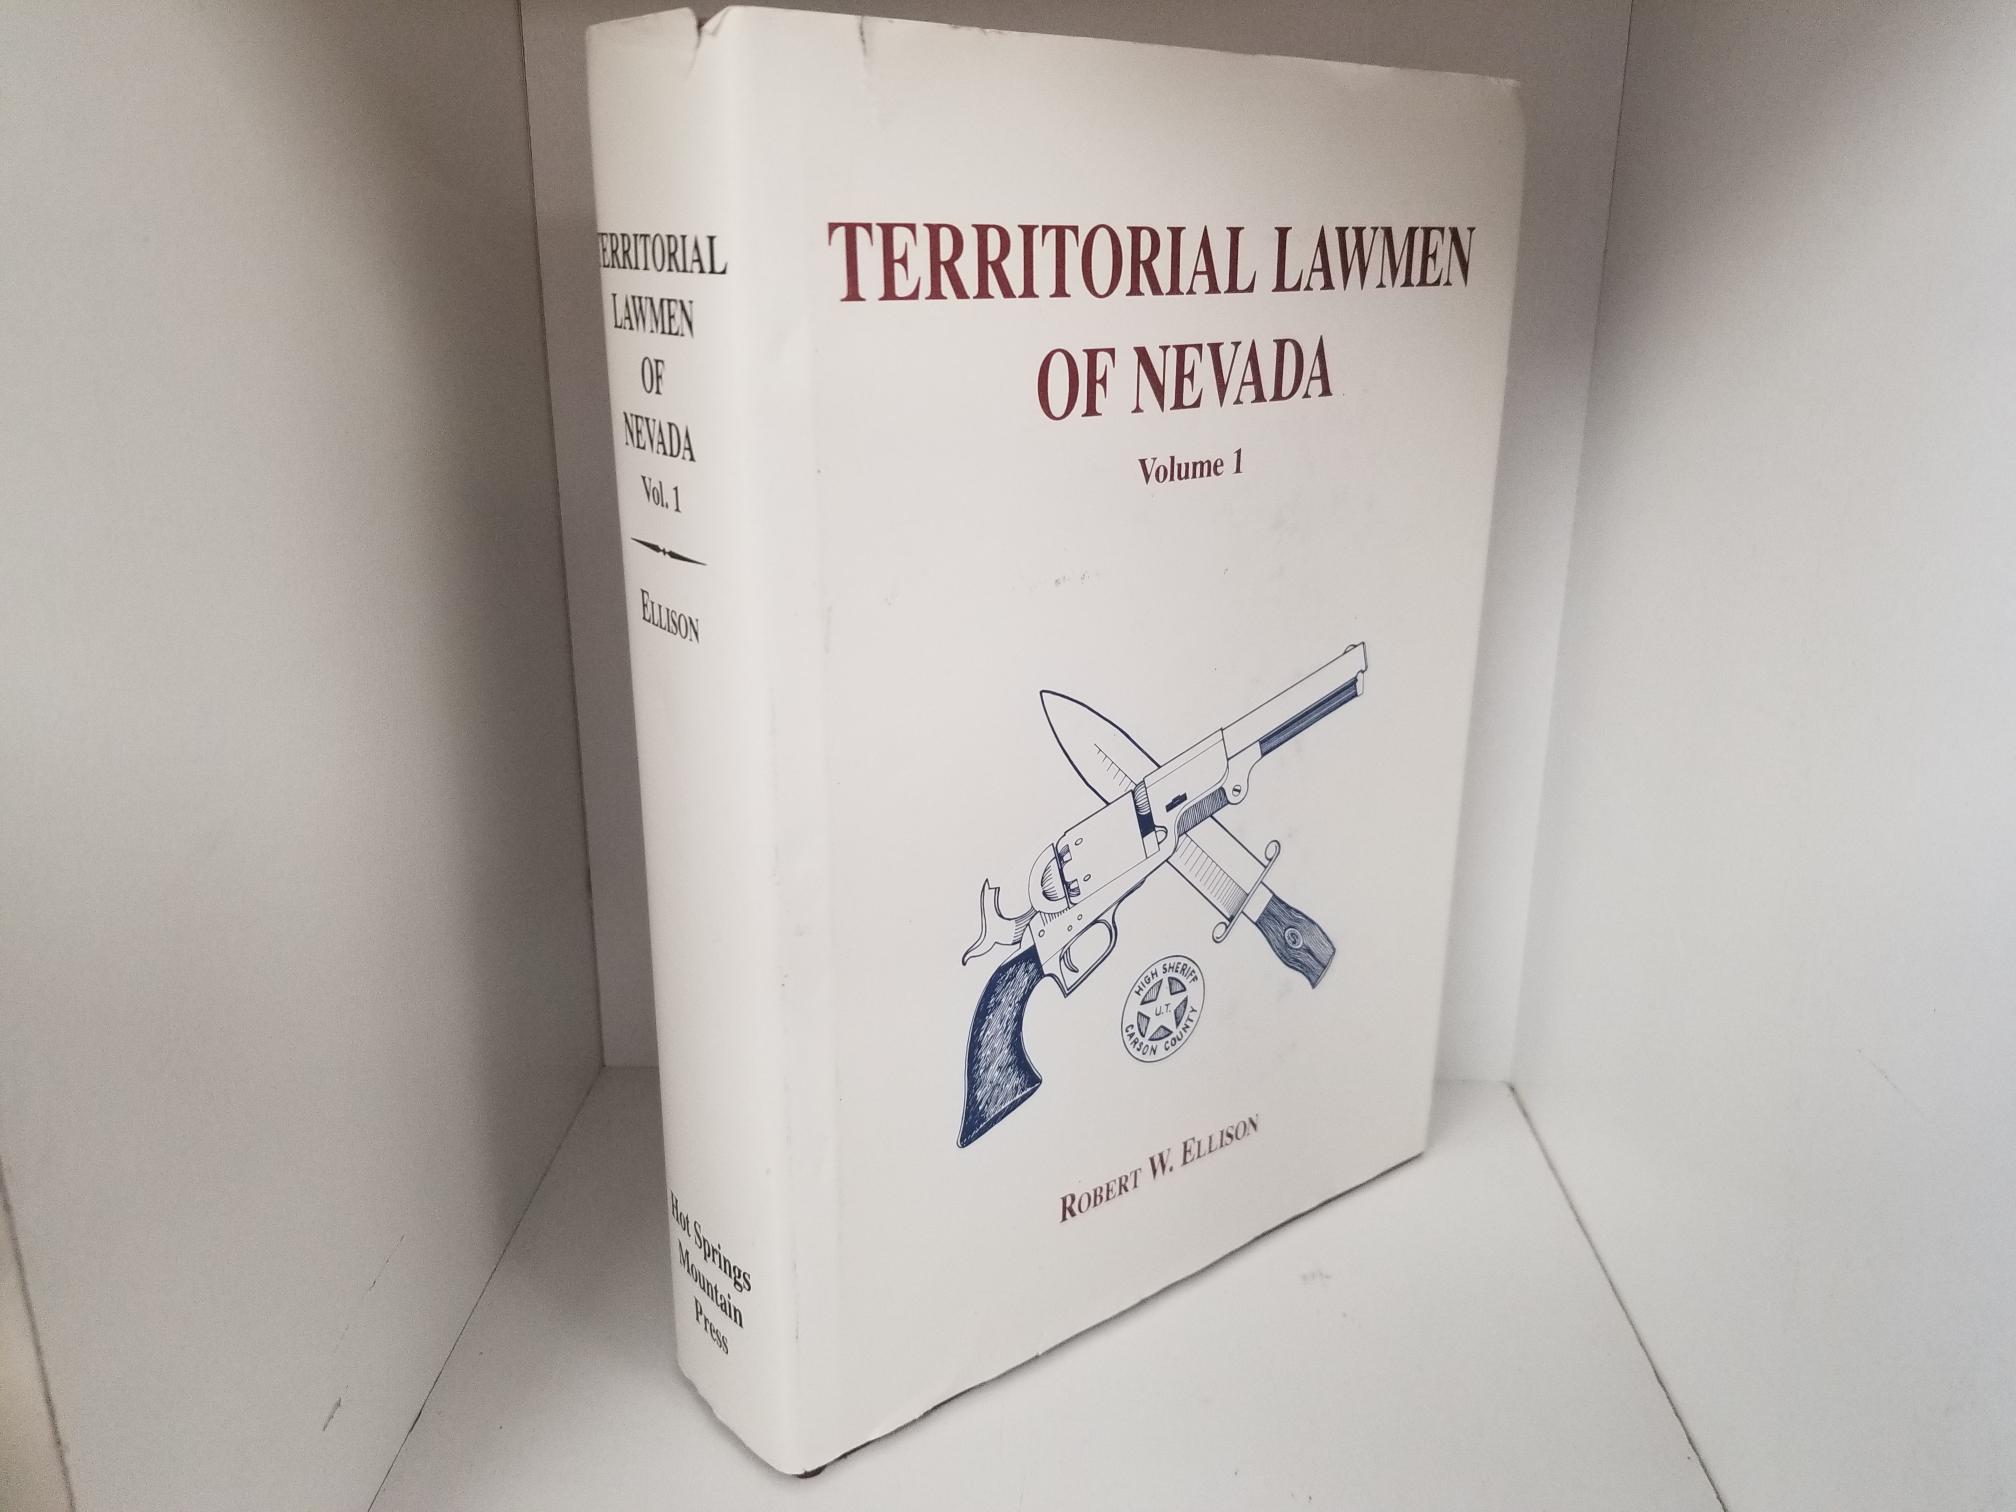 TERRITORIAL
LAWMEN
OF
NEVADA
Vol. 1
ELLISON
Hot Springs
Mountain
Press
TERRITORIAL LAWMEN
OF NEVADA
Volume 1
HIGH SHERIFF
U.T.
CARSON COUNTY
ROBERT W. ELLISON